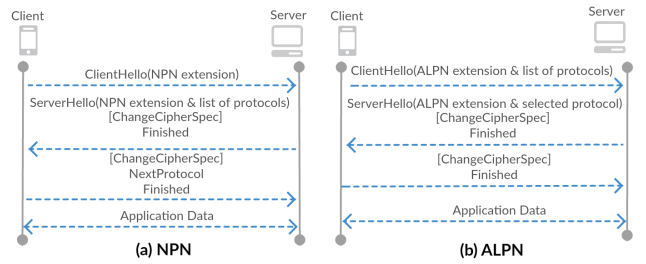 Client
Server
ClientHello(NPN extension)
ServerHello(NPN extension & list of protocols)
[ChangeCipherSpec]
Finished
[ChangeCipherSpec]
NextProtocol
Finished
Application Data
(a) NPN
Client
Server
ClientHello(ALPN extension & list of protocols)
ServerHello(ALPN extension & selected protocol)
[ChangeCipherSpec]
Finished
[ChangeCipherSpec]
Finished
Application Data
(b) ALPN